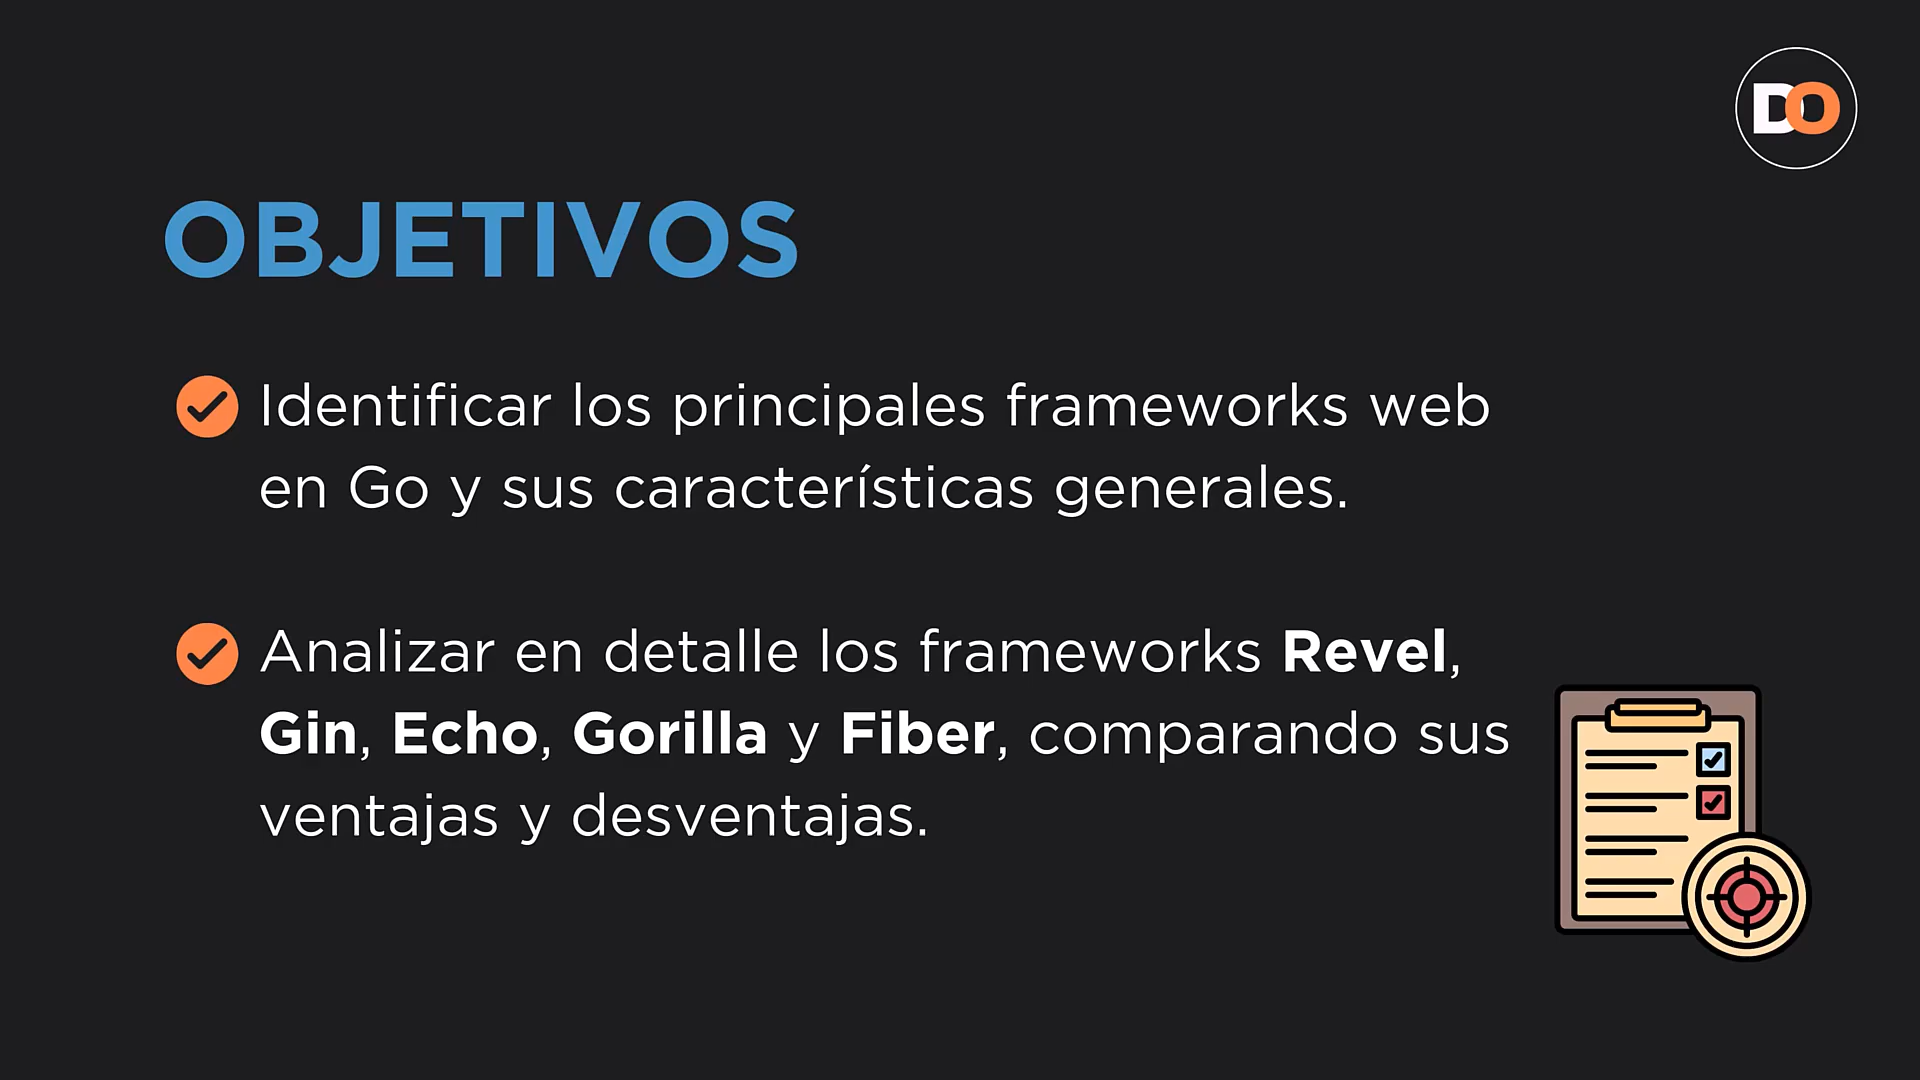 DO
OBJETIVOS
Identificar los principales frameworks web
en Go y sus características generales.
Analizar en detalle los frameworks Revel,
Gin, Echo, Gorilla y Fiber, comparando sus
ventajas y desventajas.